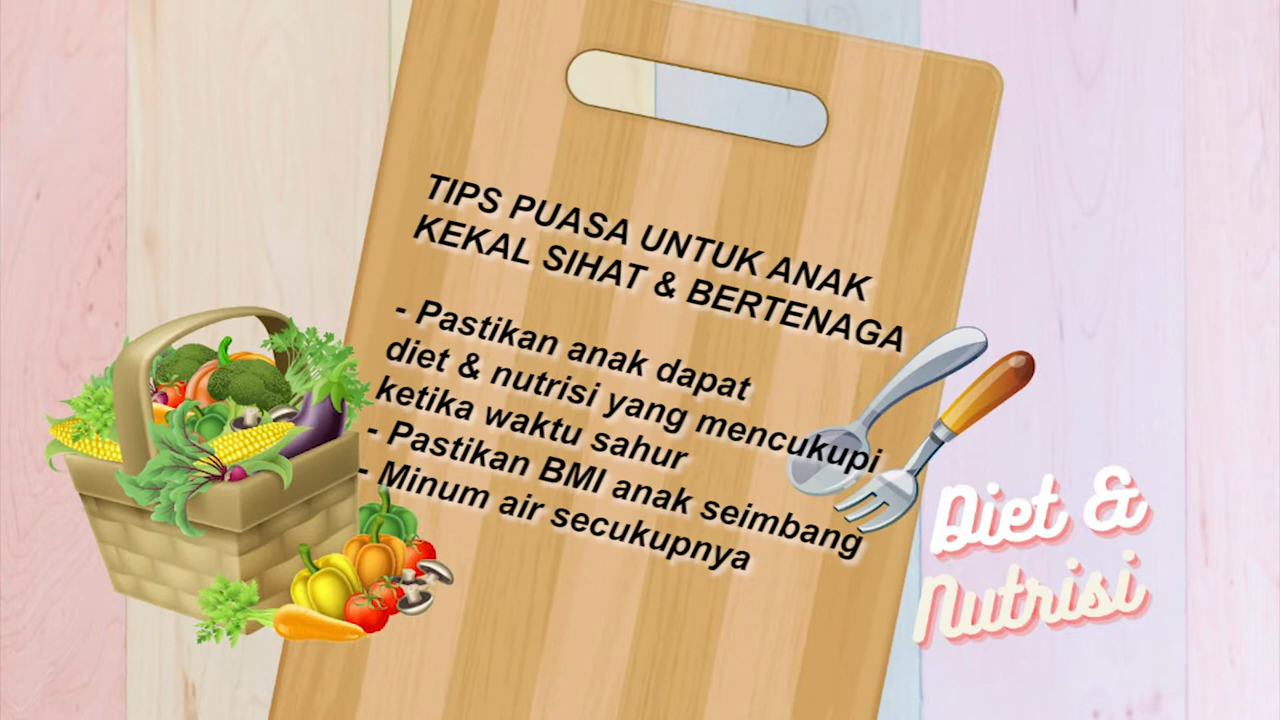 TIPS PUASA UNTUK ANAK
KEKAL SIHAT & BERTENAGA
- Pastikan anak dapat
diet & nutrisi yang mencukupi
ketika waktu sahur
- Pastikan BMI anak seimbang
- Minum air secukupnya
Diet &
Nutrisi